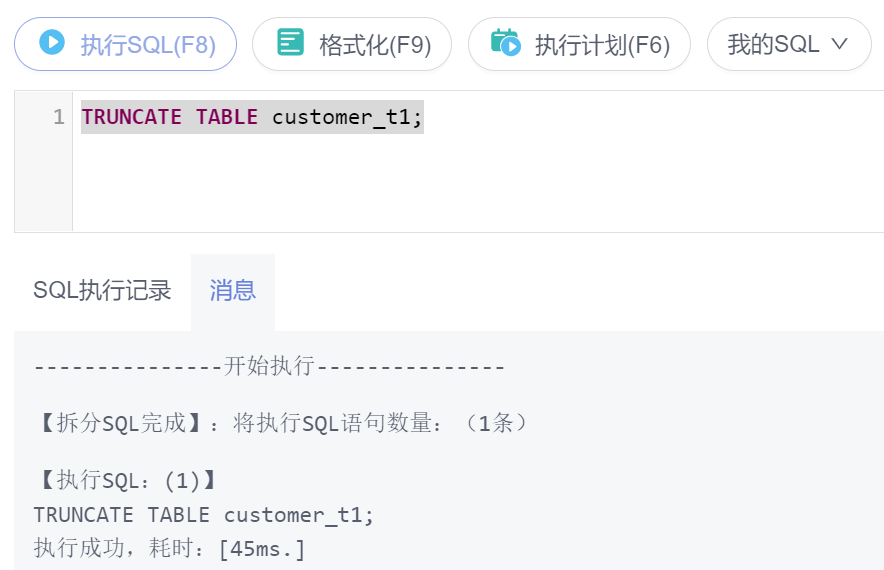 执行SQL(F8) 格式化(F9) 执行计划(F6) 我的SQL
1 TRUNCATE TABLE customer_t1;
SQL执行记录 消息
---------------开始执行---------------
【拆分SQL完成】：将执行SQL语句数量：（1条）
【执行SQL：(1)】
TRUNCATE TABLE customer_t1;
执行成功，耗时：[45ms.]